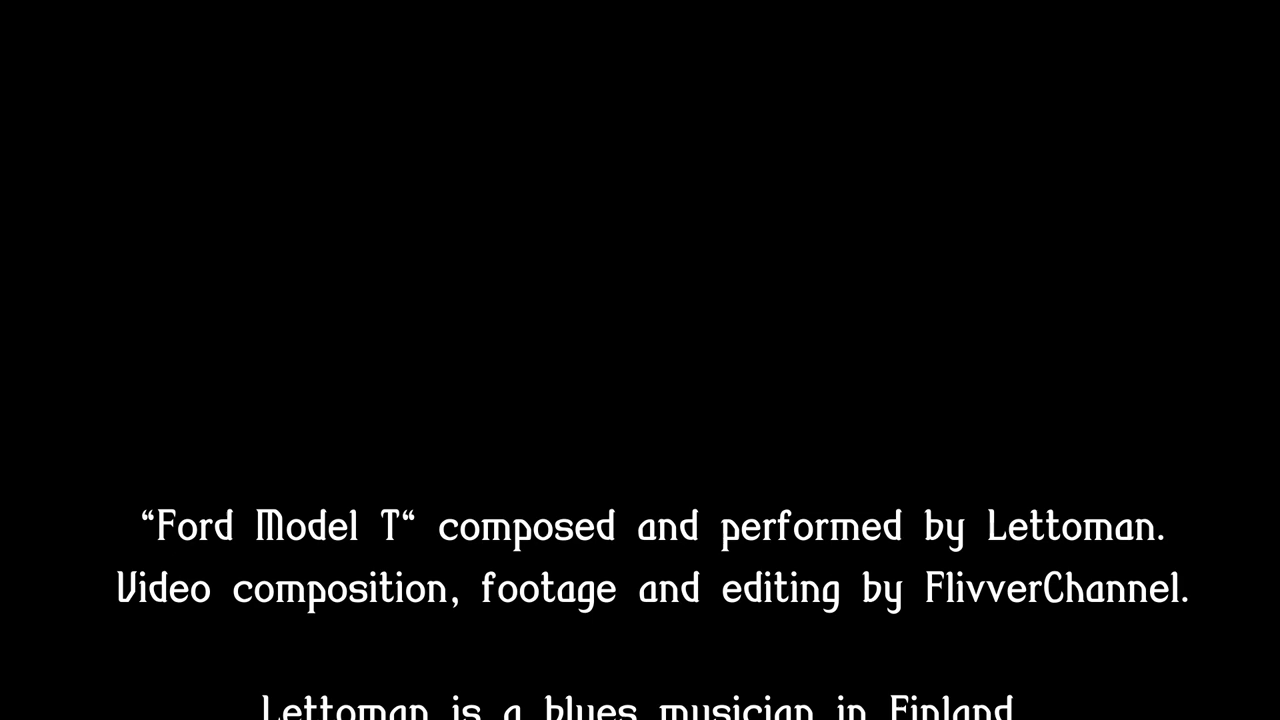 “Ford Model T“ composed and performed by Lettoman.
Video composition, footage and editing by FlivverChannel.
Lettoman is a blues musician in Finland